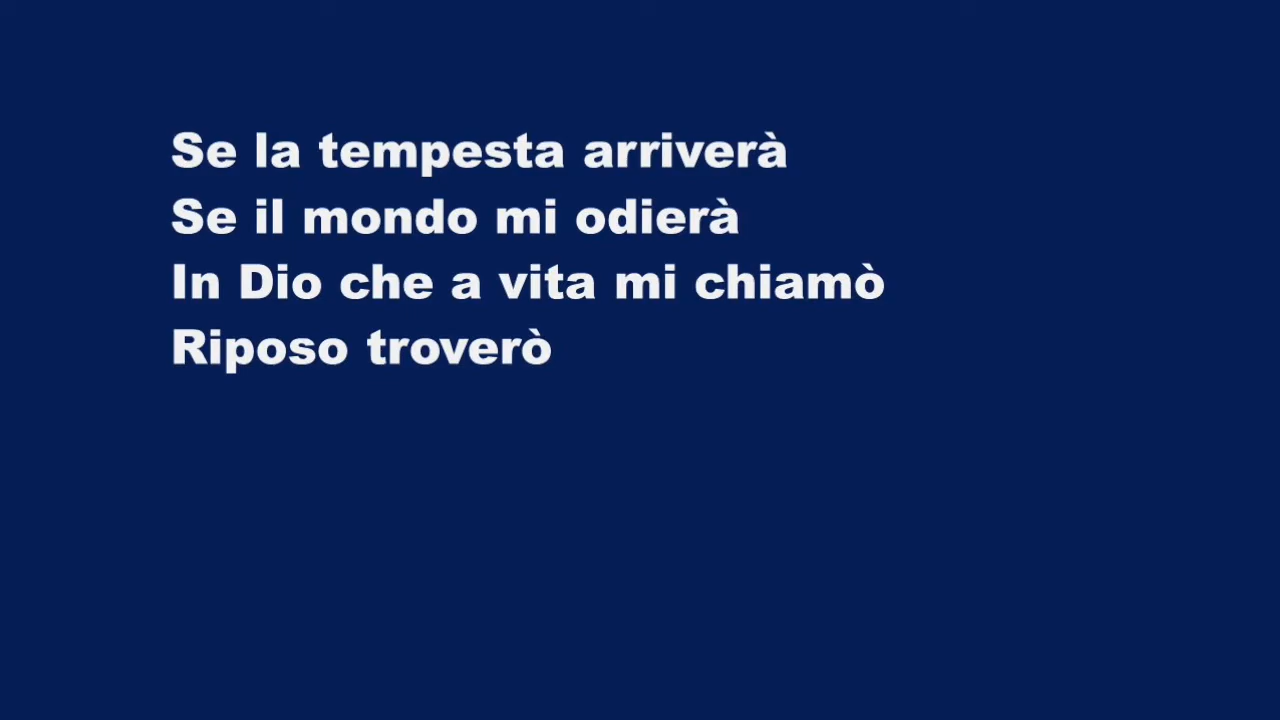 Se la tempesta arriverà
Se il mondo mi odierà
In Dio che a vita mi chiamò
Riposo troverò